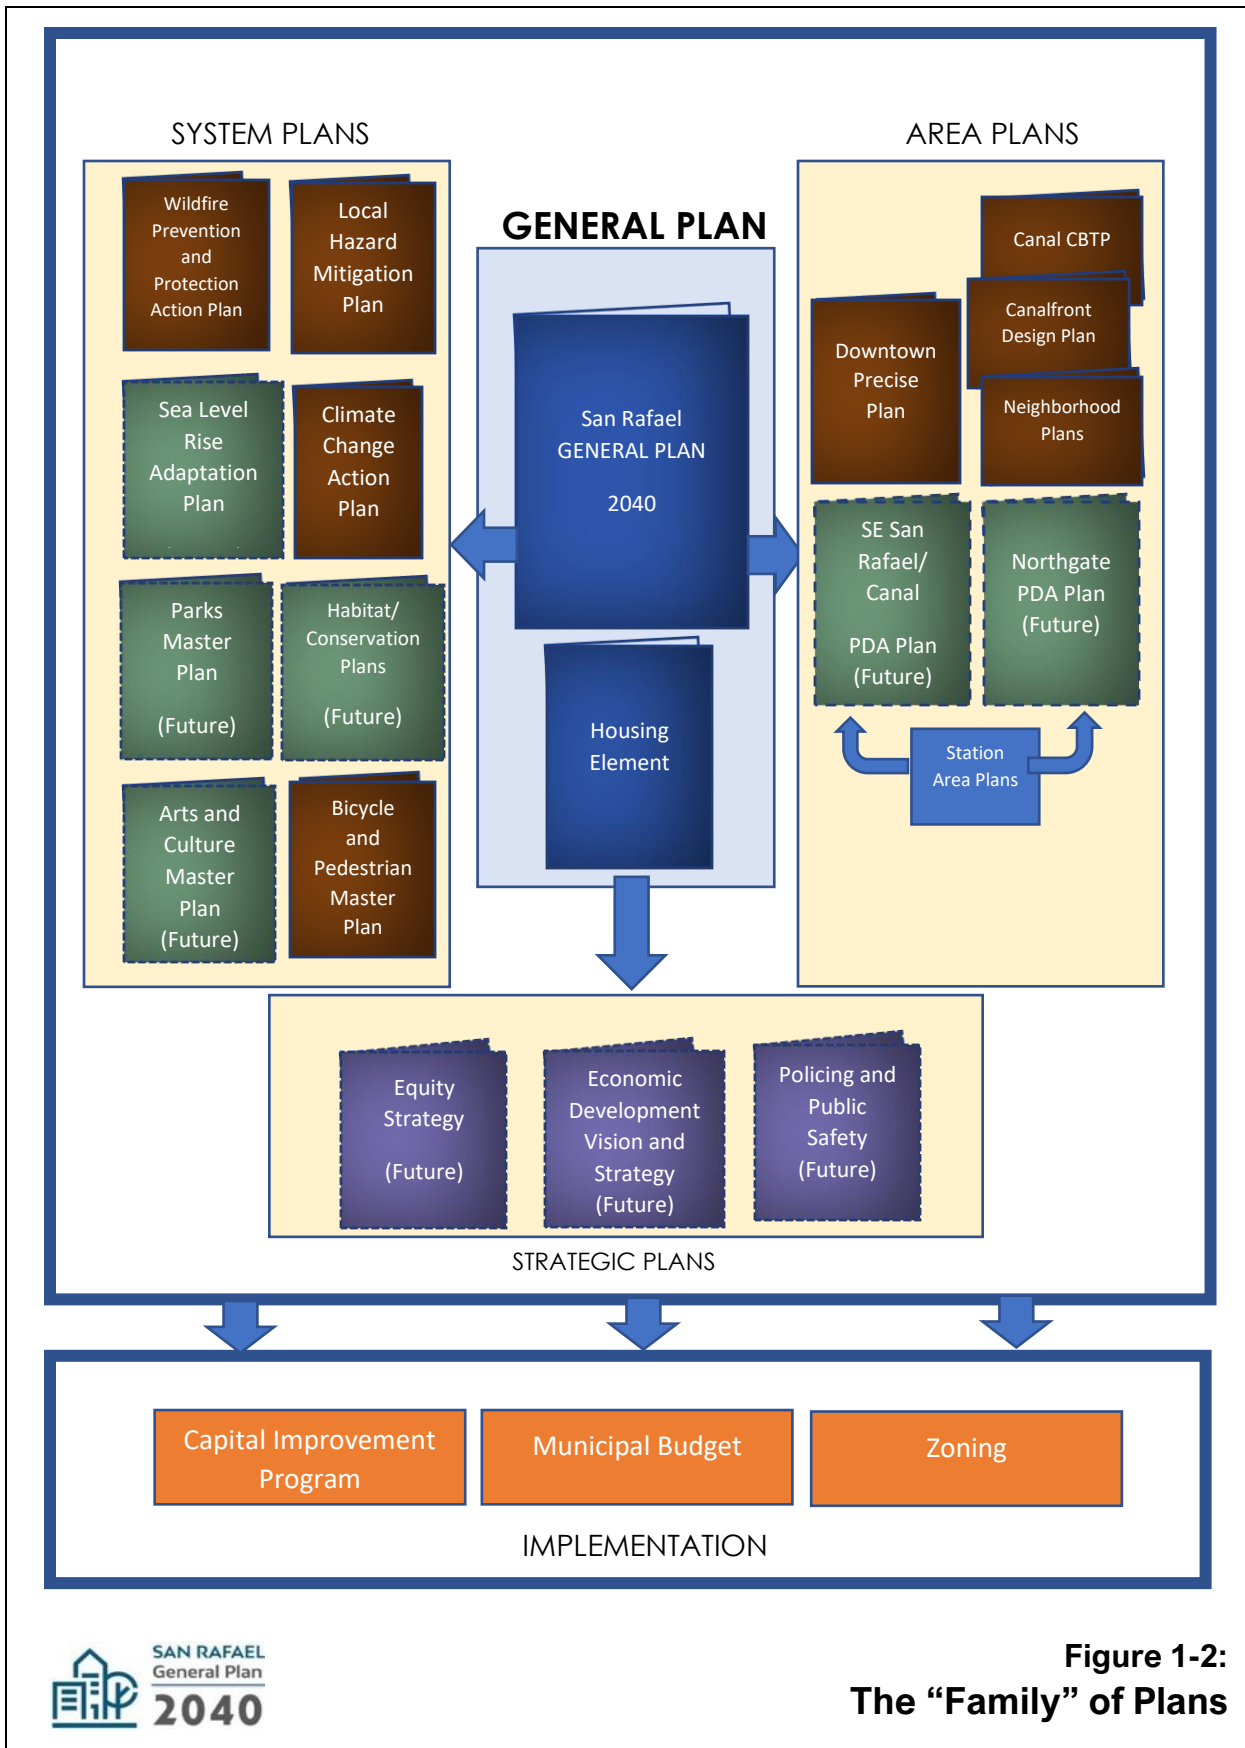 SYSTEM PLANS
Wildfire
Prevention
and
Protection
Action Plan
Local
Hazard
Mitigation
Plan
Sea Level
Rise
Adaptation
Plan
Climate
Change
Action
Plan
Parks
Master
Plan
(Future)
Habitat/
Conservation
Plans
(Future)
Arts and
Culture
Master
Plan
(Future)
Bicycle
and
Pedestrian
Master
Plan
GENERAL PLAN
San Rafael
GENERAL PLAN
2040
Housing
Element
AREA PLANS
Canal CBTP
Canalfront
Design Plan
Downtown
Precise
Plan
Neighborhood
Plans
SE San
Rafael/
Canal
PDA Plan
(Future)
Northgate
PDA Plan
(Future)
Station
Area Plans
Equity
Strategy
(Future)
Economic
Development
Vision and
Strategy
(Future)
Policing and
Public
Safety
(Future)
STRATEGIC PLANS
Capital Improvement
Program
Municipal Budget
Zoning
IMPLEMENTATION
SAN RAFAEL
General Plan
2040
Figure 1-2:
The “Family” of Plans